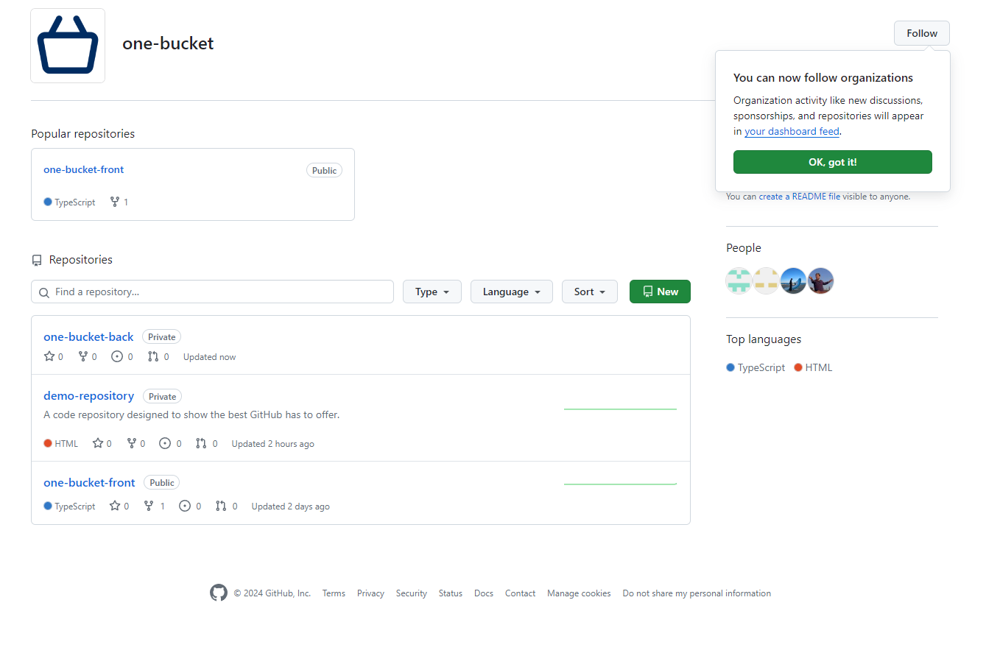 one-bucket
Follow
You can now follow organizations
Organization activity like new discussions,
sponsorships, and repositories will appear
in your dashboard feed.
OK, got it!
You can create a README file visible to anyone.
Popular repositories
one-bucket-front Public
TypeScript 1
Repositories
Find a repository...
Type Language Sort New
one-bucket-back Private
0 0 0 0 Updated now
demo-repository Private
A code repository designed to show the best GitHub has to offer.
HTML 0 0 0 0 Updated 2 hours ago
one-bucket-front Public
TypeScript 0 1 0 0 Updated 2 days ago
People
Top languages
TypeScript HTML
© 2024 GitHub, Inc. Terms Privacy Security Status Docs Contact Manage cookies Do not share my personal information